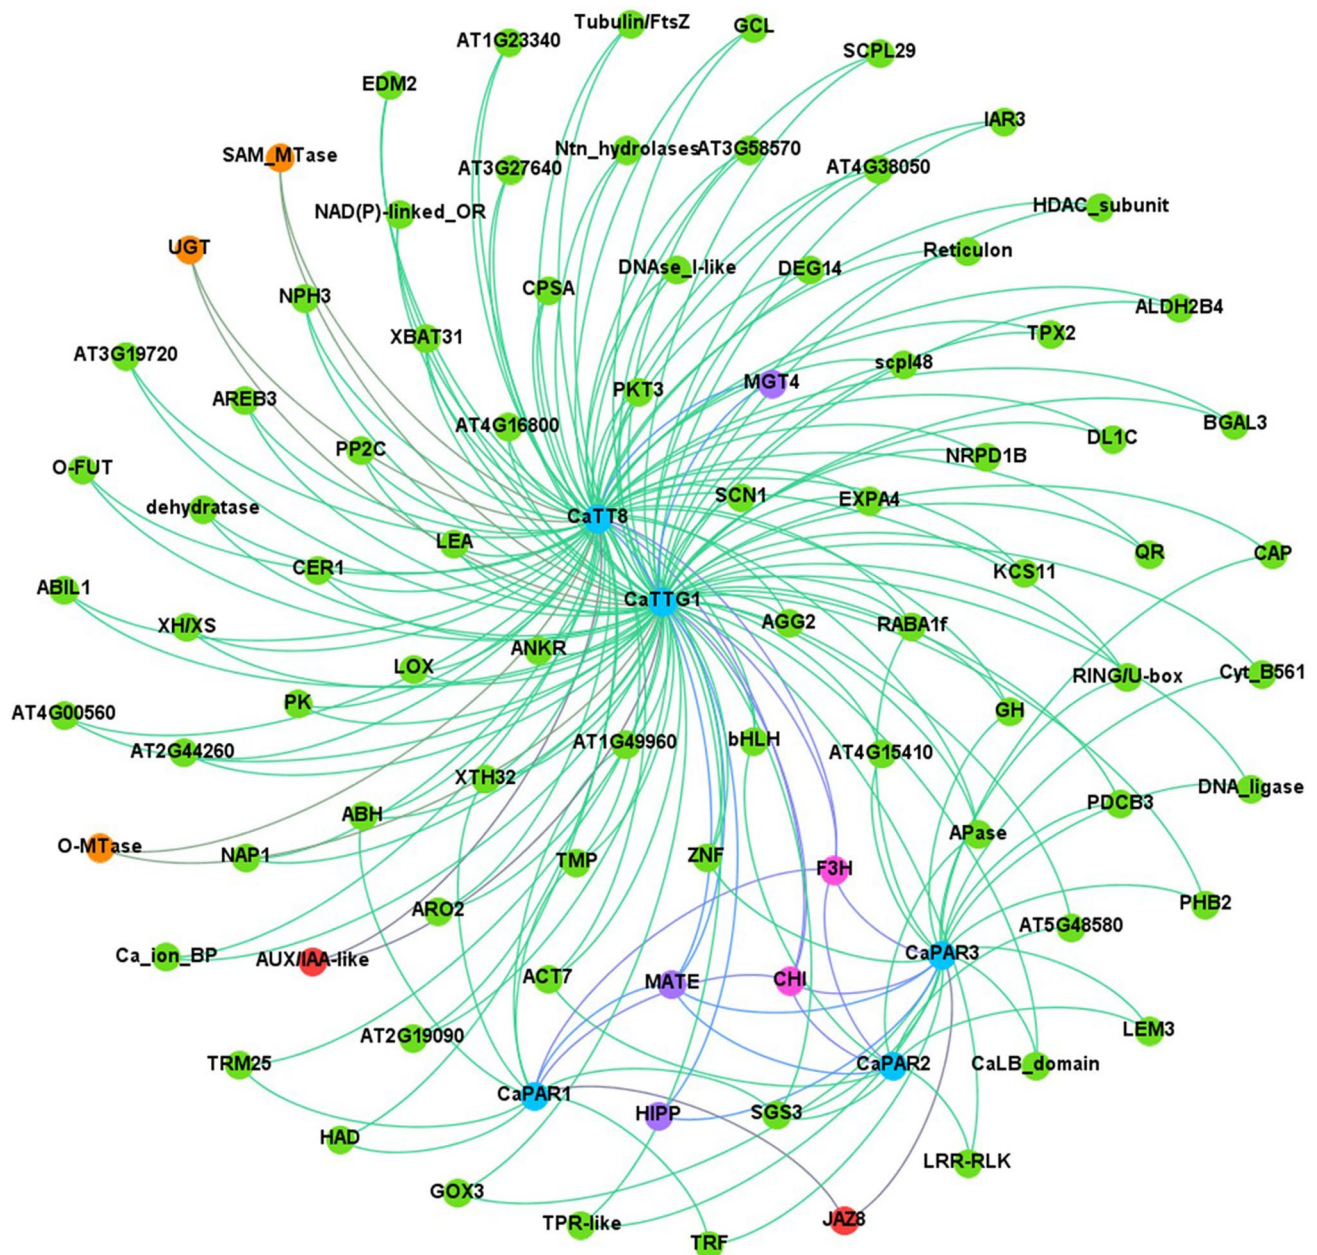 Tubulin/FtsZ
GCL
AT1G23340
SCPL29
EDM2
IAR3
SAM_MTase
Ntn_hydrolases
AT3G58570
AT3G27640
AT4G38050
NAD(P)-linked_OR
HDAC_subunit
UGT
Reticulon
DNAse_I-like
DEG14
CPSA
NPH3
ALDH2B4
XBAT31
TPX2
AT3G19720
scpl48
MGT4
PKT3
AREB3
AT4G16800
BGAL3
DL1C
PP2C
NRPD1B
O-FUT
SCN1
EXPA4
dehydratase
CaTT8
LEA
QR
CAP
CER1
KCS11
ABIL1
CaTTG1
XH/XS
AGG2
RABA1f
ANKR
LOX
RING/U-box
Cyt_B561
PK
GH
AT4G00560
AT2G44260
AT1G49960
bHLH
AT4G15410
XTH32
DNA_ligase
PDCB3
ABH
APase
O-MTase
NAP1
TMP
ZNF
F3H
PHB2
ARO2
AT5G48580
Ca_ion_BP
AUX/IAA-like
CaPAR3
ACT7
MATE
CHI
LEM3
AT2G19090
TRM25
CaPAR2
CaLB_domain
CaPAR1
HIPP
SGS3
HAD
LRR-RLK
GOX3
TPR-like
JAZ8
TRF